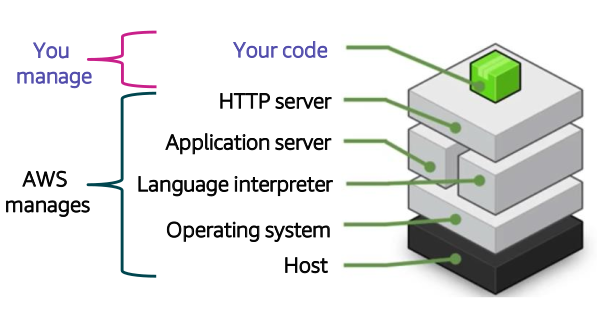 You
manage
Your code
HTTP server
Application server
AWS
manages
Language interpreter
Operating system
Host